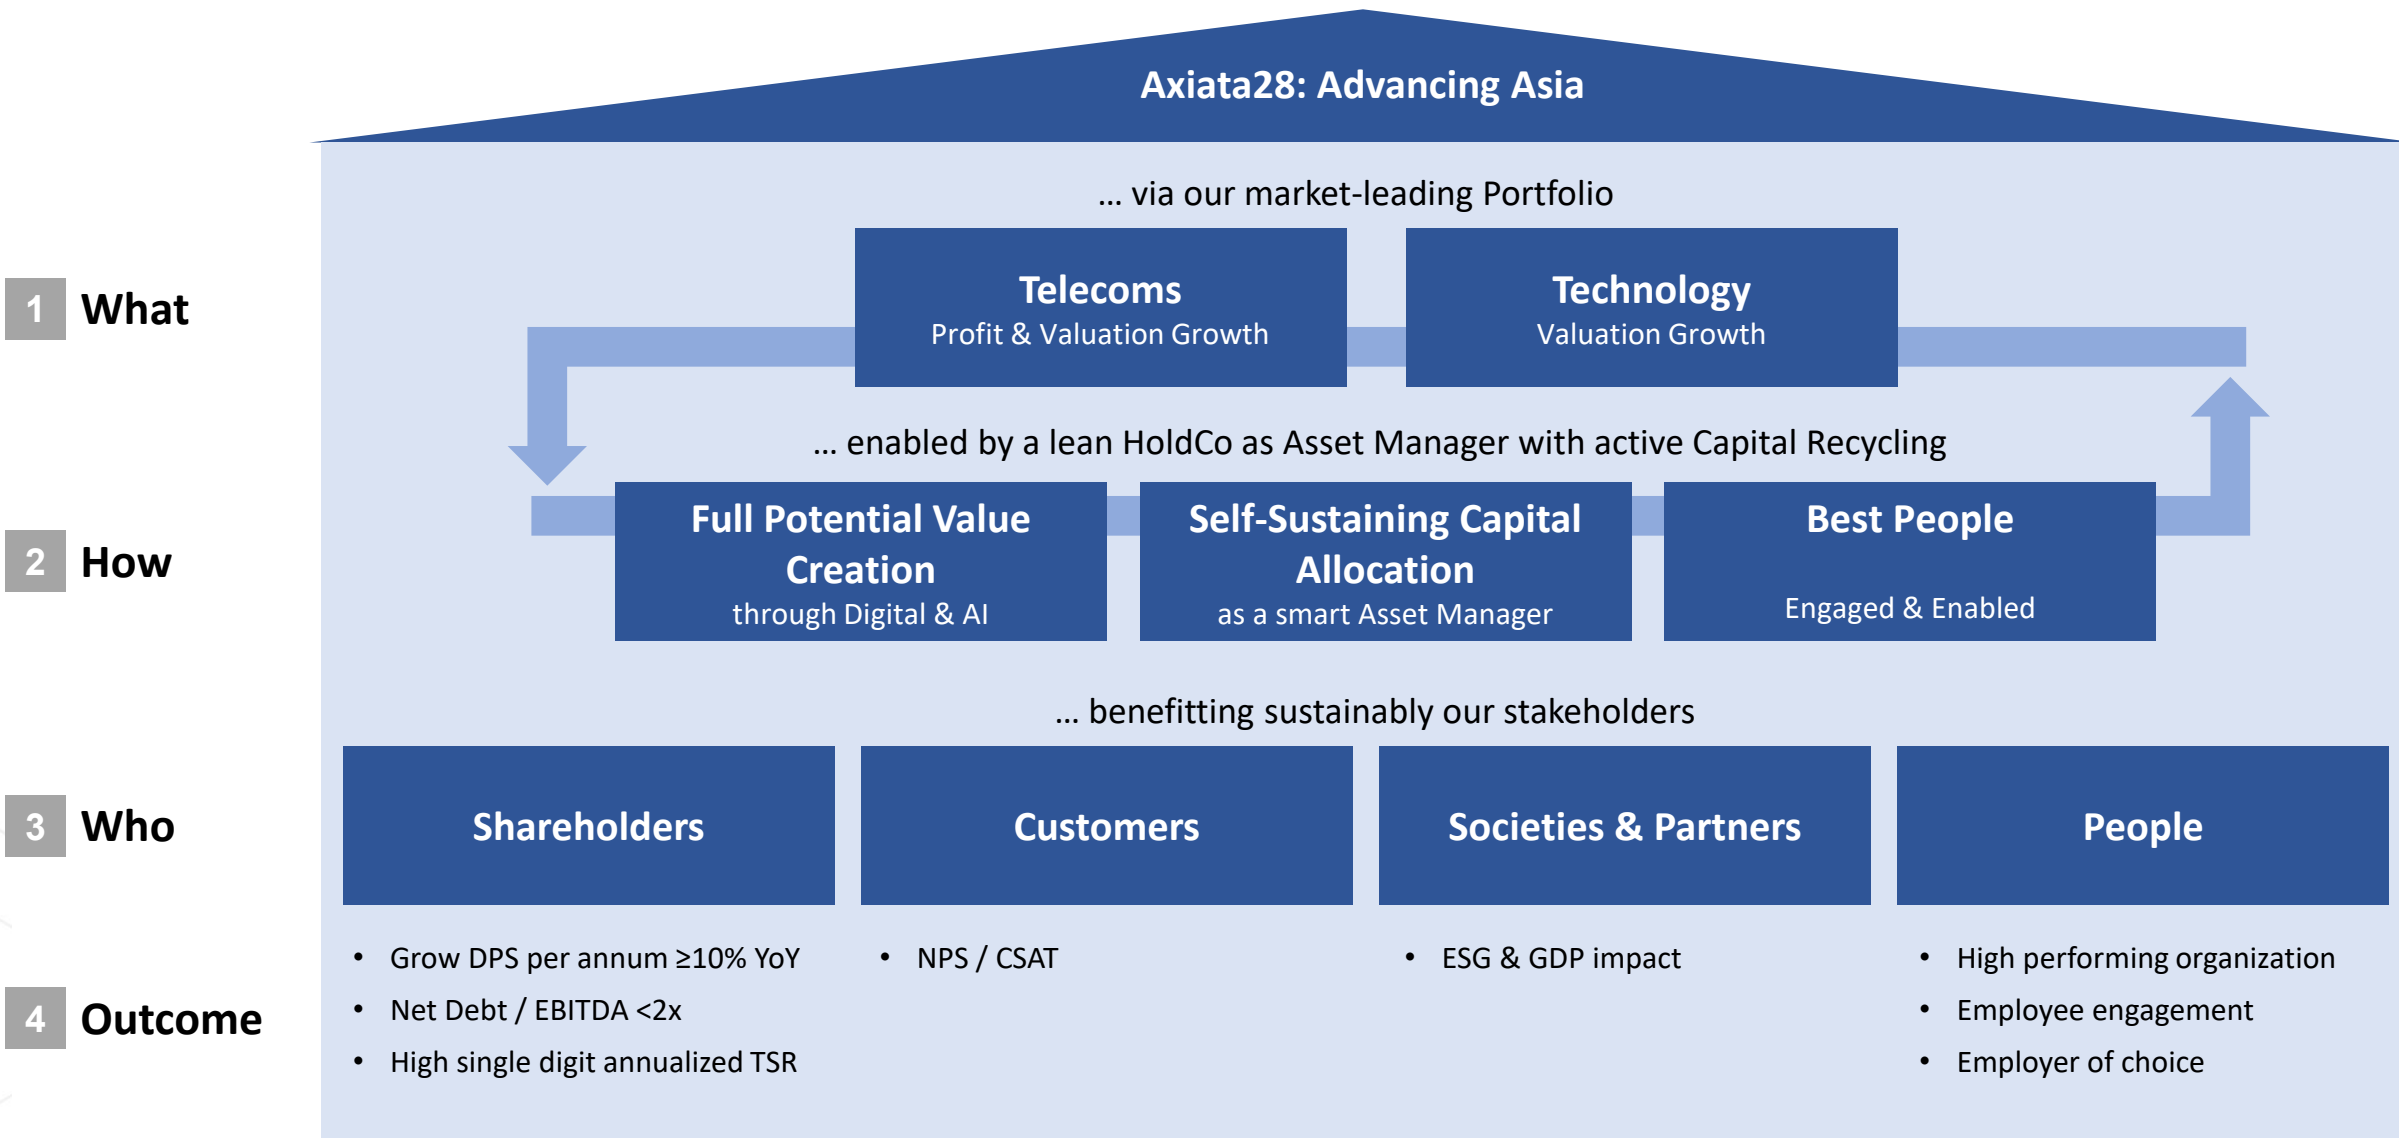 Axiata28: Advancing Asia
... via our market-leading Portfolio
1 What
Telecoms
Profit & Valuation Growth
Technology
Valuation Growth
... enabled by a lean HoldCo as Asset Manager with active Capital Recycling
2 How
Full Potential Value
Creation
through Digital & AI
Self-Sustaining Capital
Allocation
as a smart Asset Manager
Best People
Engaged & Enabled
... benefitting sustainably our stakeholders
3 Who
Shareholders
Customers
Societies & Partners
People
4 Outcome
• Grow DPS per annum ≥10% YoY
• Net Debt / EBITDA <2x
• High single digit annualized TSR
• NPS / CSAT
• ESG & GDP impact
• High performing organization
• Employee engagement
• Employer of choice